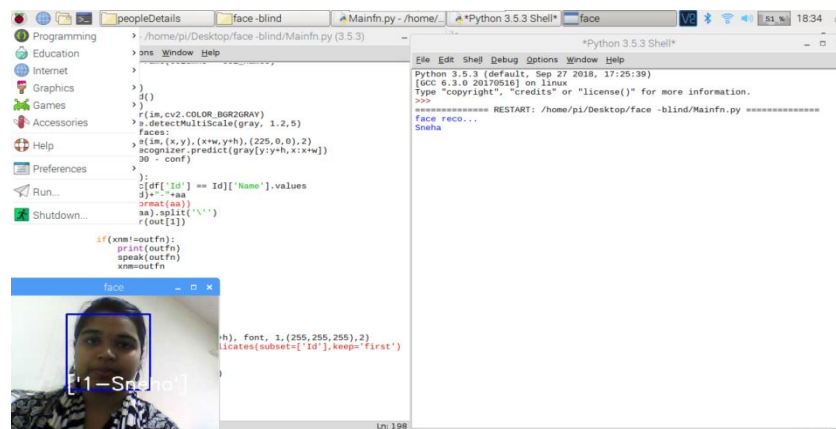 peopleDetails
face -blind
Mainfn.py - /home/...
*Python 3.5.3 Shell*
face
V2
51 %
18:34
Programming
Education
Internet
Graphics
Games
Accessories
Help
Preferences
Run...
Shutdown...
- /home/pi/Desktop/face -blind/Mainfn.py (3.5.3)
ons Window Help
)
d()
)
r(im,cv2.COLOR_BGR2GRAY)
e.detectMultiScale(gray, 1.2,5)
faces:
e(im,(x,y),(x+w,y+h),(225,0,0),2)
ecognizer.predict(gray[y:y+h,x:x+w])
00 - conf)
):
c[df['Id'] == Id]['Name'].values
d)+"-"+aa
ormat(aa))
aa).split('\'')
r(out[1])
if(xnm!=outfn):
print(outfn)
speak(outfn)
xnm=outfn
+h), font, 1,(255,255,255),2)
licates(subset=['Id'],keep='first')
)
Ln: 198
face
['1-Sneha']
*Python 3.5.3 Shell*
File Edit Shell Debug Options Window Help
Python 3.5.3 (default, Sep 27 2018, 17:25:39)
[GCC 6.3.0 20170516] on linux
Type "copyright", "credits" or "license()" for more information.
>>>
============== RESTART: /home/pi/Desktop/face -blind/Mainfn.py ==============
face reco...
Sneha